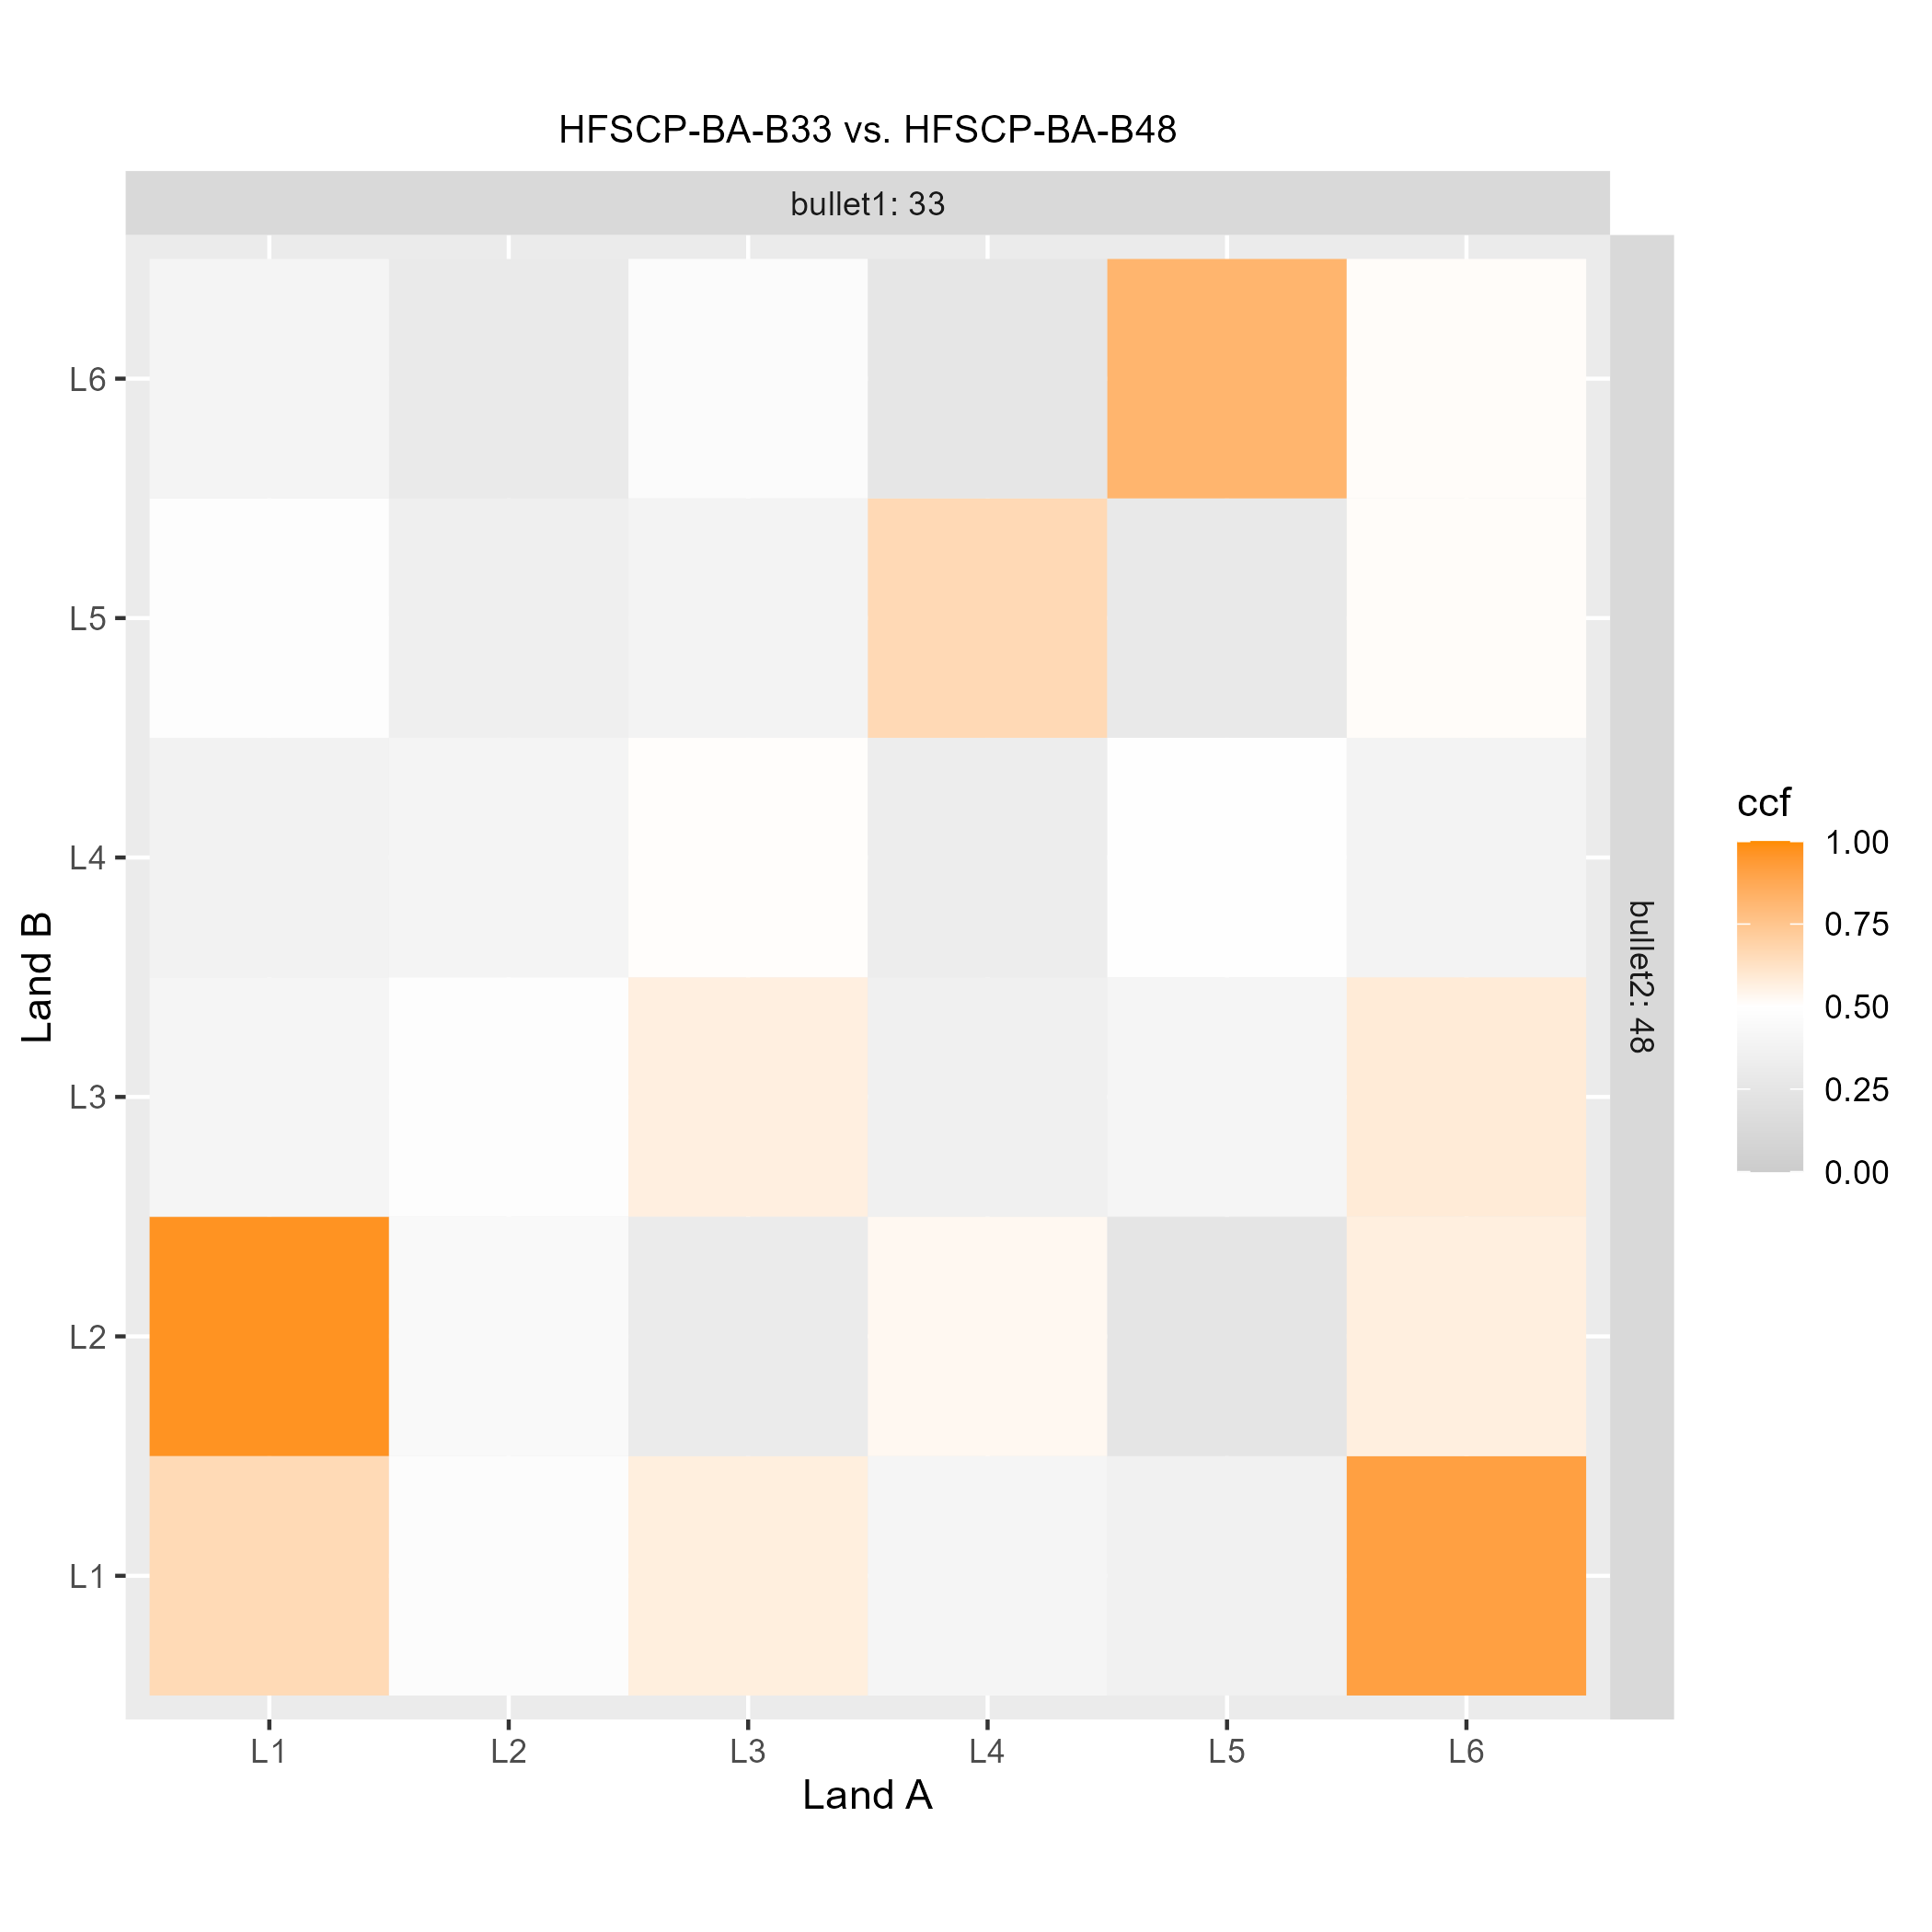 HFSCP-BA-B33 vs. HFSCP-BA-B48
bullet1: 33
L6
L5
L4
L3
L2
L1
Land B
bullet2: 48
L1 L2 L3 L4 L5 L6
Land A
ccf
1.00
0.75
0.50
0.25
0.00